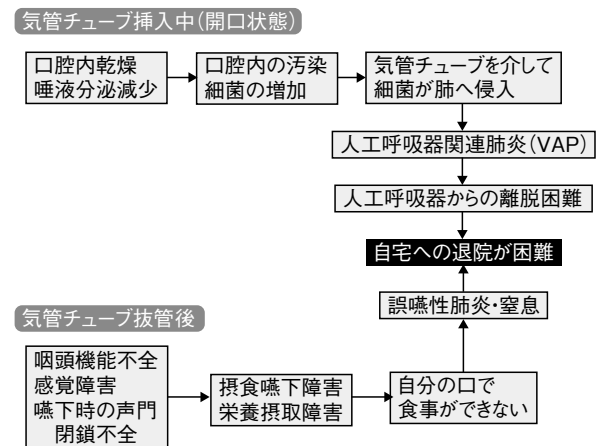 気管チューブ挿入中（開口状態）
口腔内乾燥
唾液分泌減少
口腔内の汚染
細菌の増加
気管チューブを介して
細菌が肺へ侵入
人工呼吸器関連肺炎（VAP）
人工呼吸器からの離脱困難
自宅への退院が困難
誤嚥性肺炎・窒息
気管チューブ抜管後
咽頭機能不全
感覚障害
嚥下時の声門
閉鎖不全
摂食嚥下障害
栄養摂取障害
自分の口で
食事ができない